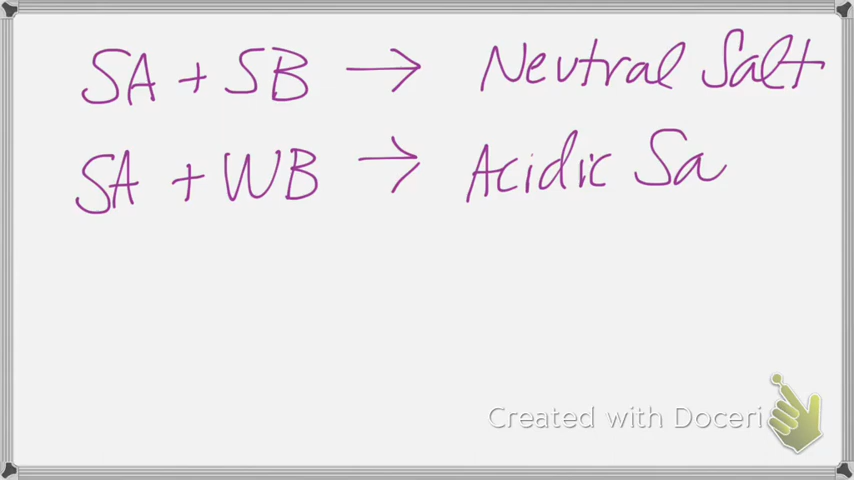 SA + SB → Neutral Salt
SA + WB → Acidic Sa
Created with Doceri